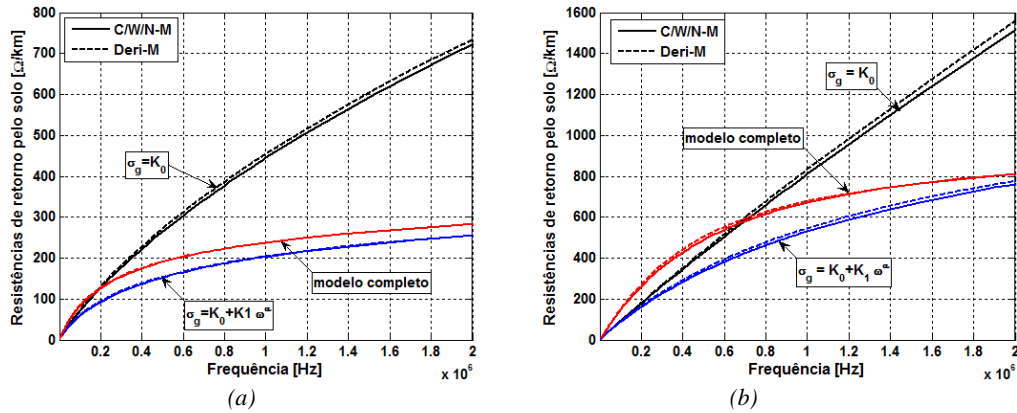 800
700
600
500
400
300
200
100
0
Resistências de retorno pelo solo [Ω/km]
C/W/N-M
Deri-M
σg=K0
modelo completo
σg=K0+K1 ω^α
0.2 0.4 0.6 0.8 1 1.2 1.4 1.6 1.8 2
Frequência [Hz]
x 10^6
(a)
1600
1400
1200
1000
800
600
400
200
0
Resistências de retorno pelo solo [Ω/km]
C/W/N-M
Deri-M
σg = K0
modelo completo
σg = K0+K1 ω^α
0.2 0.4 0.6 0.8 1 1.2 1.4 1.6 1.8 2
Frequência [Hz]
x 10^6
(b)